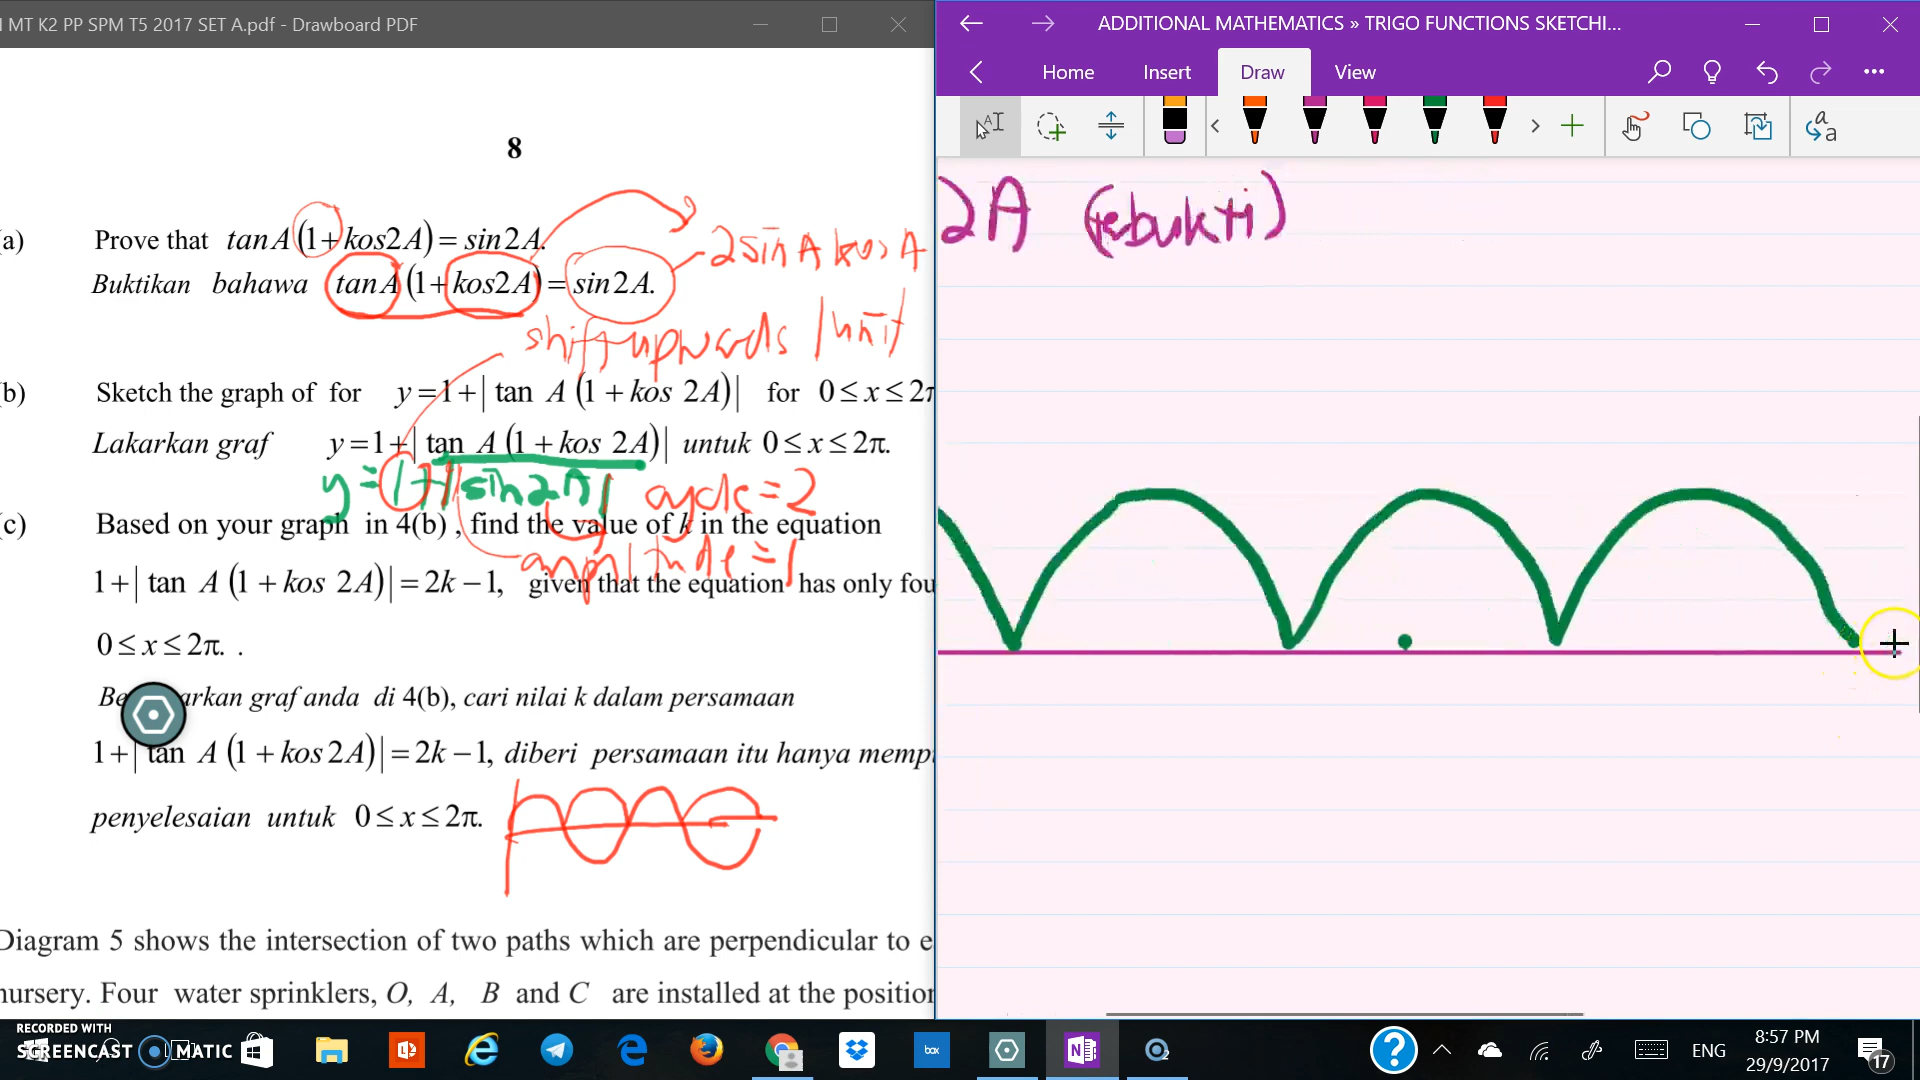 MT K2 PP SPM T5 2017 SET A.pdf - Drawboard PDF
8
(a) Prove that tan A (1 + kos2A) = sin2A.
Buktikan bahawa tan A (1 + kos2A) = sin2A.
2 sin A kos A
shift upwards 1 unit
(b) Sketch the graph of for y = 1 + | tan A (1 + kos 2A) | for 0 ≤ x ≤ 2π
Lakarkan graf y = 1 + | tan A (1 + kos 2A) | untuk 0 ≤ x ≤ 2π.
y = 1 + | sin 2A | cycle = 2
(c) Based on your graph in 4(b) , find the value of k in the equation
amplitude = 1
1 + | tan A (1 + kos 2A) | = 2k − 1, given that the equation has only fou
0 ≤ x ≤ 2π. .
arkan graf anda di 4(b), cari nilai k dalam persamaan
1 + | tan A (1 + kos 2A) | = 2k − 1, diberi persamaan itu hanya memp
penyelesaian untuk 0 ≤ x ≤ 2π.
Diagram 5 shows the intersection of two paths which are perpendicular to e
nursery. Four water sprinklers, O, A, B and C are installed at the position
ADDITIONAL MATHEMATICS » TRIGO FUNCTIONS SKETCHI...
Home Insert Draw View
2A (terbukti)
RECORDED WITH
SCREENCAST MATIC
box
ENG
8:57 PM
29/9/2017
17